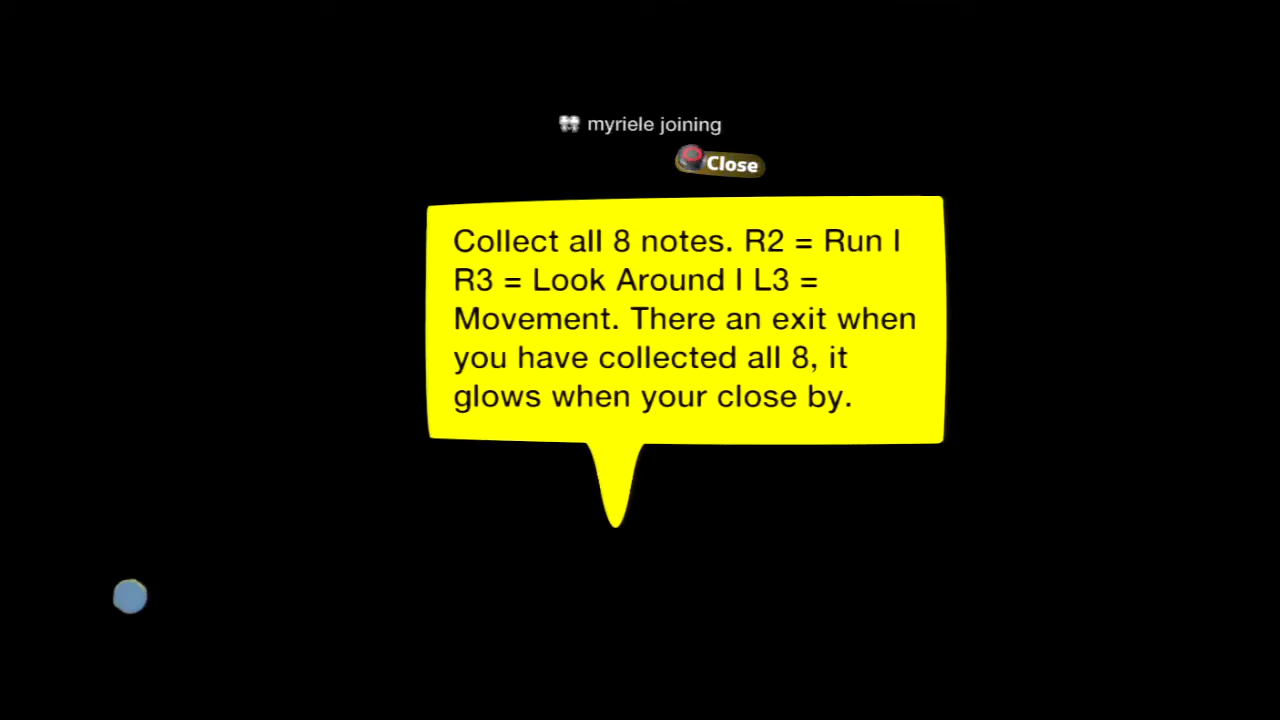 myriele joining
Close
Collect all 8 notes. R2 = Run |
R3 = Look Around | L3 =
Movement. There an exit when
you have collected all 8, it
glows when your close by.